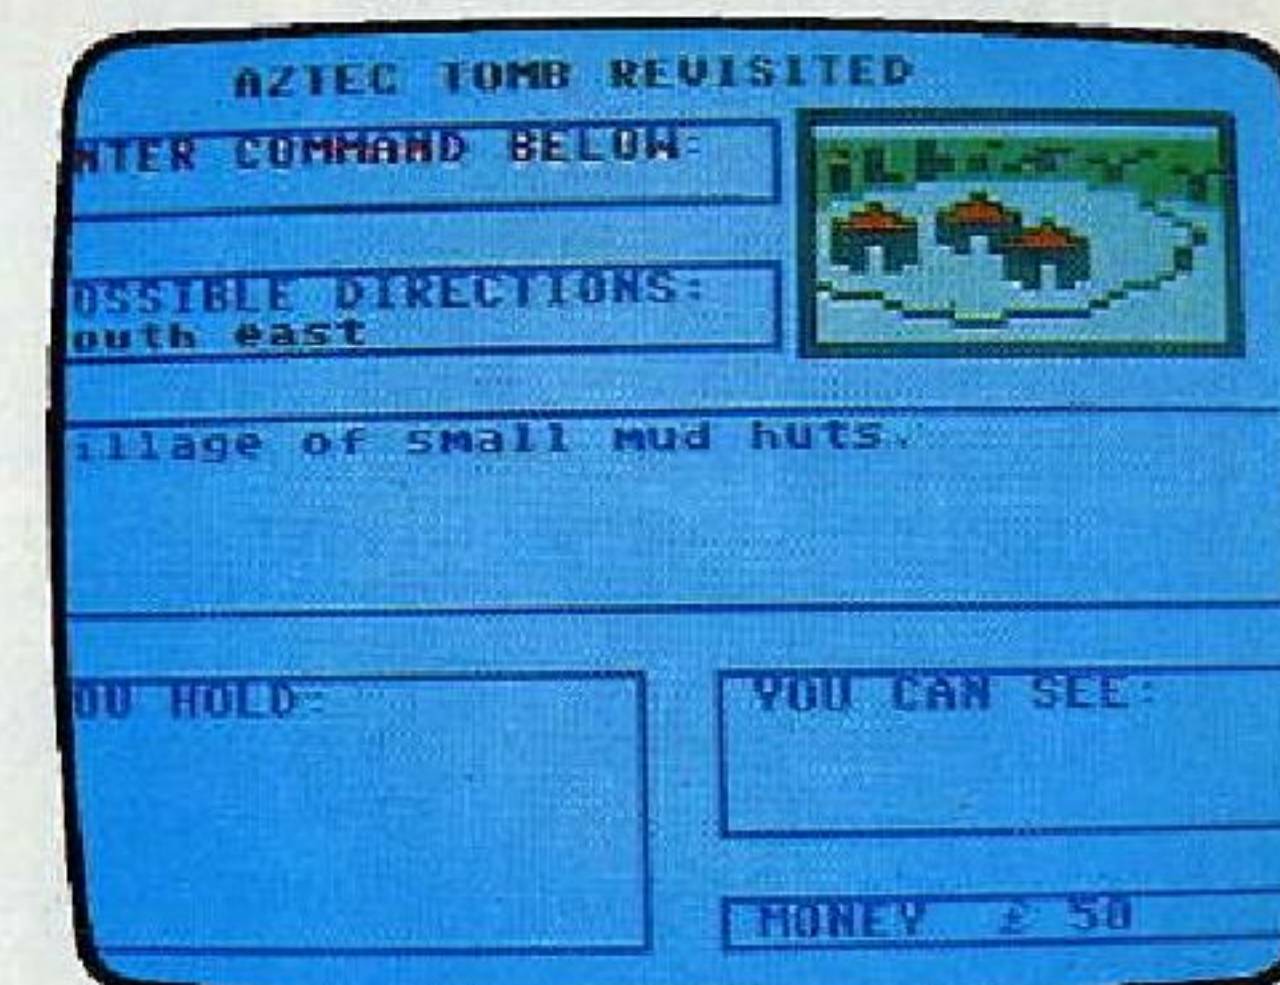 AZTEC TOMB REVISITED
NTER COMMAND BELOW:
OSSIBLE DIRECTIONS:
outh east
illage of small mud huts.
OU HOLD:
YOU CAN SEE:
MONEY £ 50